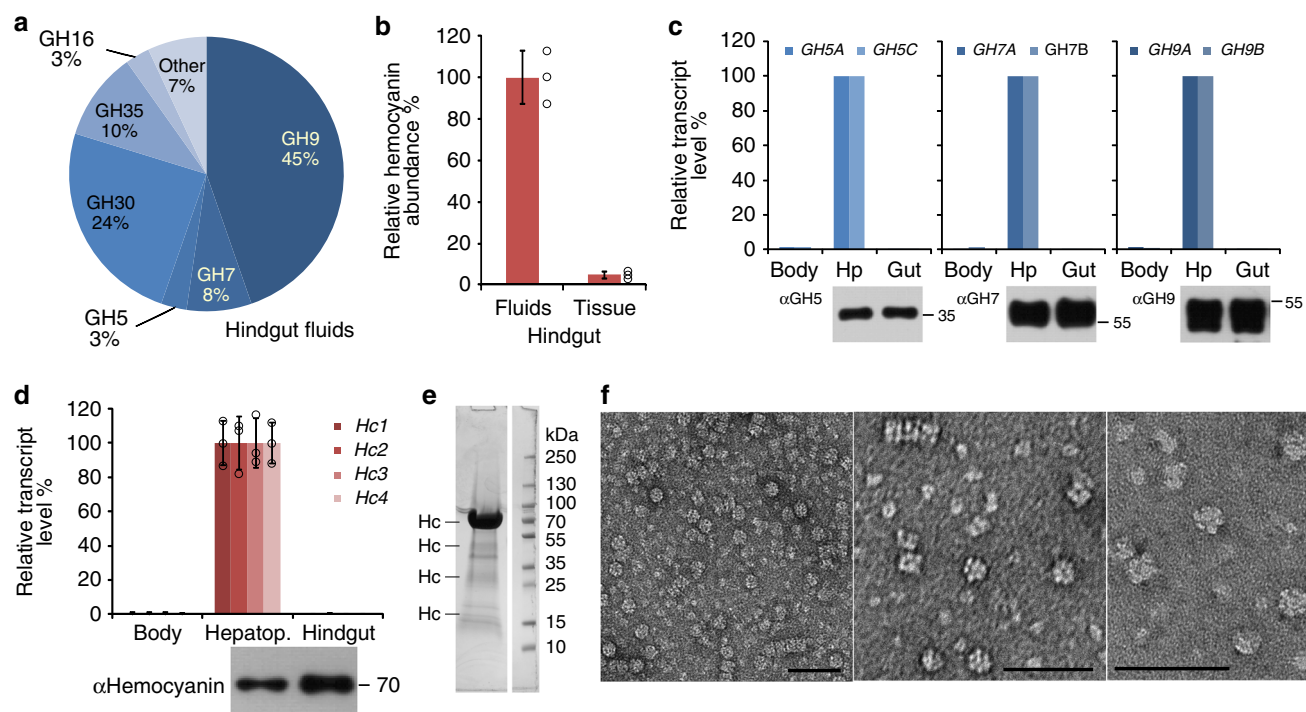 a
GH16
3%
Other
7%
GH35
10%
GH9
45%
GH30
24%
GH7
8%
GH5
3%
Hindgut fluids
b
Relative hemocyanin
abundance %
120
100
80
60
40
20
0
Fluids Tissue
Hindgut
c
Relative transcript
level %
120
100
80
60
40
20
0
GH5A GH5C
GH7A GH7B
GH9A GH9B
Body Hp Gut
Body Hp Gut
Body Hp Gut
αGH5
35
αGH7
55
αGH9
55
d
Relative transcript
level %
120
100
80
60
40
20
0
Hc1
Hc2
Hc3
Hc4
Body Hepatop. Hindgut
αHemocyanin
70
e
kDa
250
130
100
70
55
35
25
15
10
Hc
Hc
Hc
Hc
f